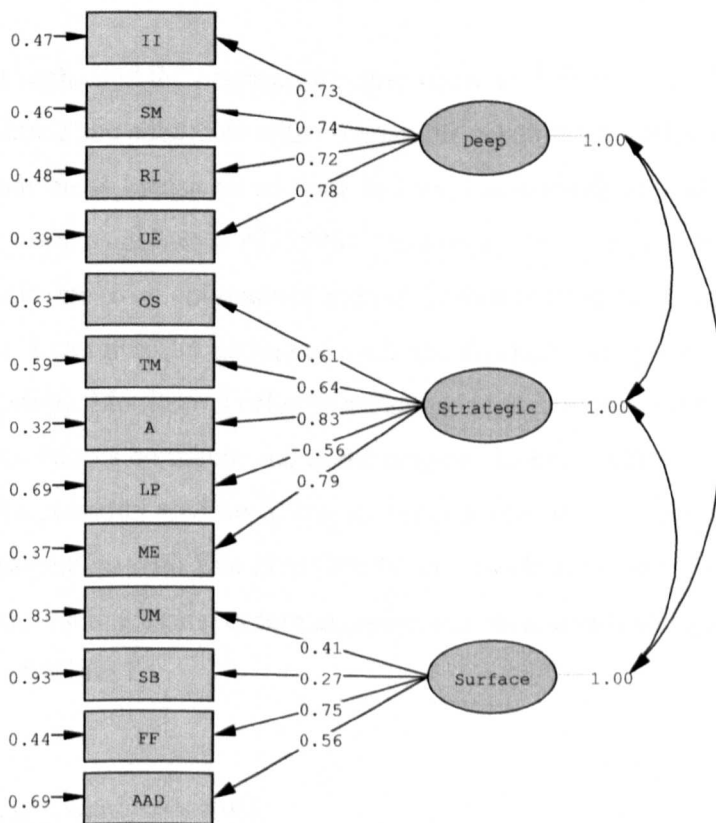 0.47 II
0.73
0.46 SM
0.74
Deep 1.00
0.72
0.48 RI
0.78
0.39 UE
0.63 OS
0.61
0.59 TM
0.64
Strategic 1.00
0.83
0.32 A
-0.56
0.69 LP
0.79
0.37 ME
0.83 UM
0.41
0.93 SB
0.27
Surface 1.00
0.75
0.44 FF
0.56
0.69 AAD